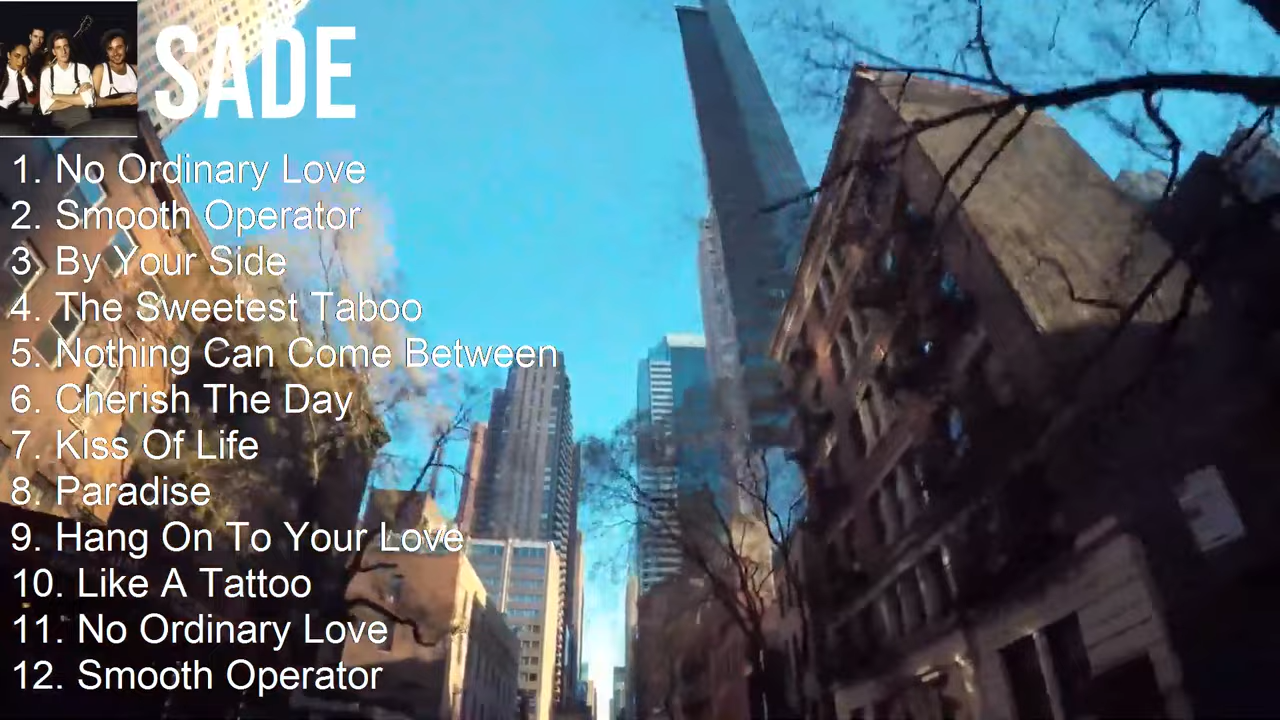 SADE
1. No Ordinary Love
2. Smooth Operator
3. By Your Side
4. The Sweetest Taboo
5. Nothing Can Come Between
6. Cherish The Day
7. Kiss Of Life
8. Paradise
9. Hang On To Your Love
10. Like A Tattoo
11. No Ordinary Love
12. Smooth Operator